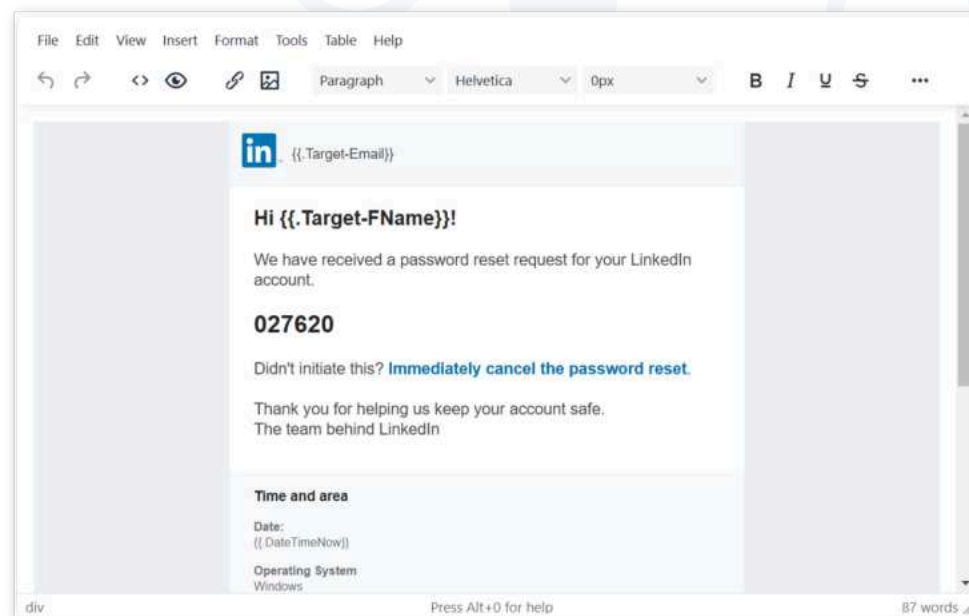 File Edit View Insert Format Tools Table Help
Paragraph Helvetica 0px B I U S ...
in {{.Target-Email}}
Hi {{.Target-FName}}!
We have received a password reset request for your LinkedIn
account.
027620
Didn't initiate this? Immediately cancel the password reset.
Thank you for helping us keep your account safe.
The team behind LinkedIn
Time and area
Date:
{{.DateTimeNow}}
Operating System
Windows
div Press Alt+0 for help 87 words